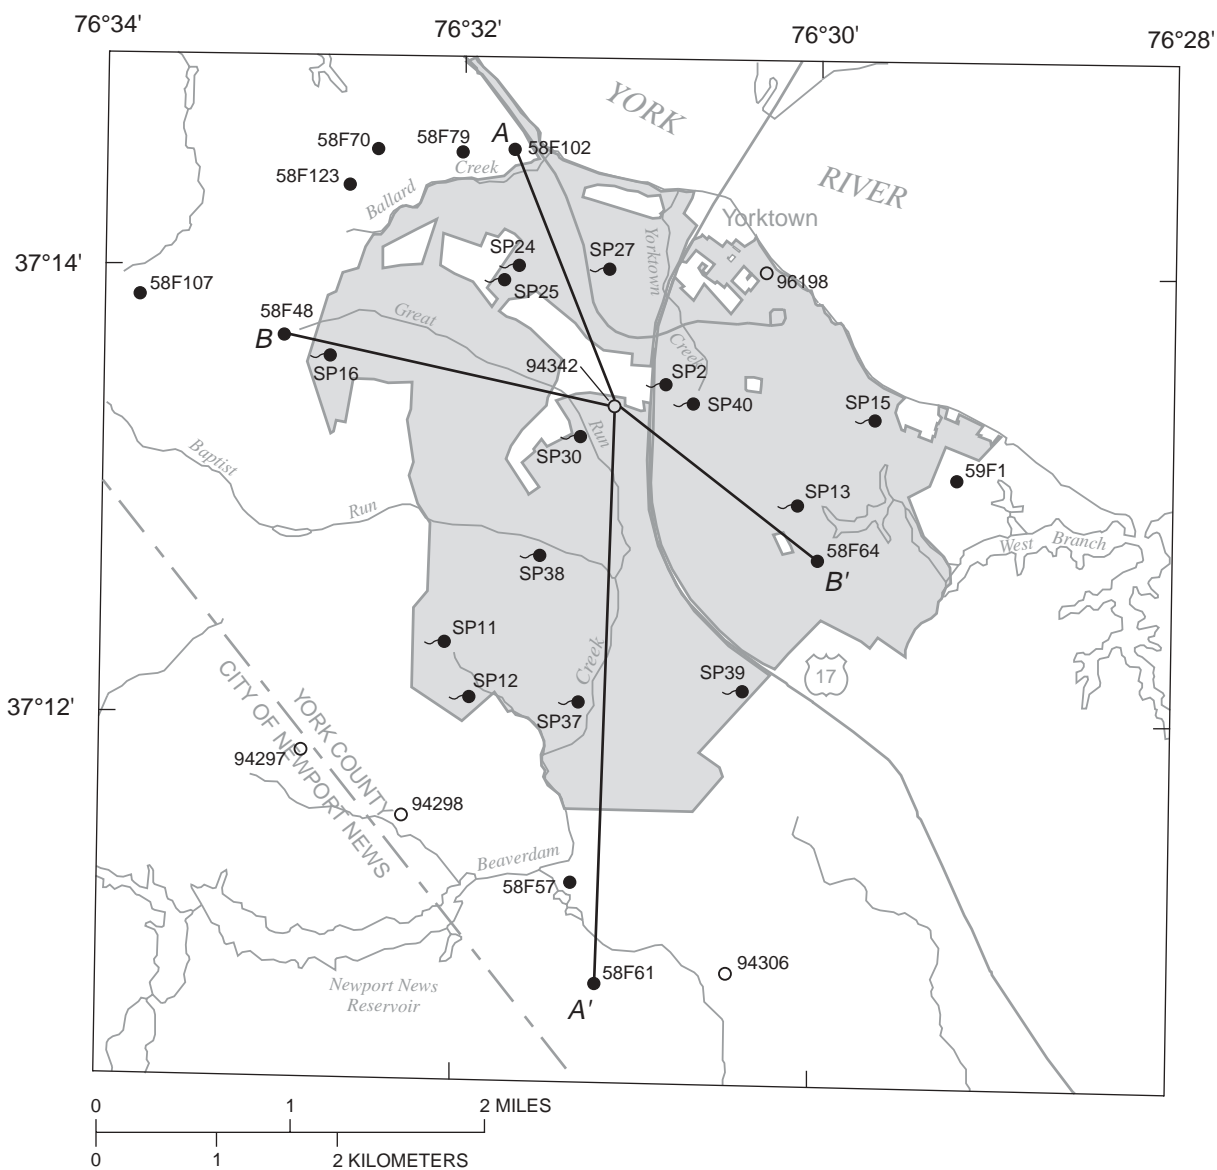 76°34'
76°32'
76°30'
76°28'
YORK
RIVER
58F70
58F79
A
58F102
58F123
Creek
Ballard
Yorktown
SP24
SP27
Yorktown
37°14'
58F107
SP25
96198
58F48
Great
B
Creek
94342
SP2
SP16
SP40
SP15
Run
SP30
Baptist
59F1
SP13
Run
58F64
West Branch
SP38
B'
SP11
Creek
SP12
SP39
17
37°12'
SP37
YORK COUNTY
CITY OF NEWPORT NEWS
94297
94298
Beaverdam
58F57
94306
58F61
Newport News
Reservoir
A'
0 1 2 MILES
0 1 2 KILOMETERS